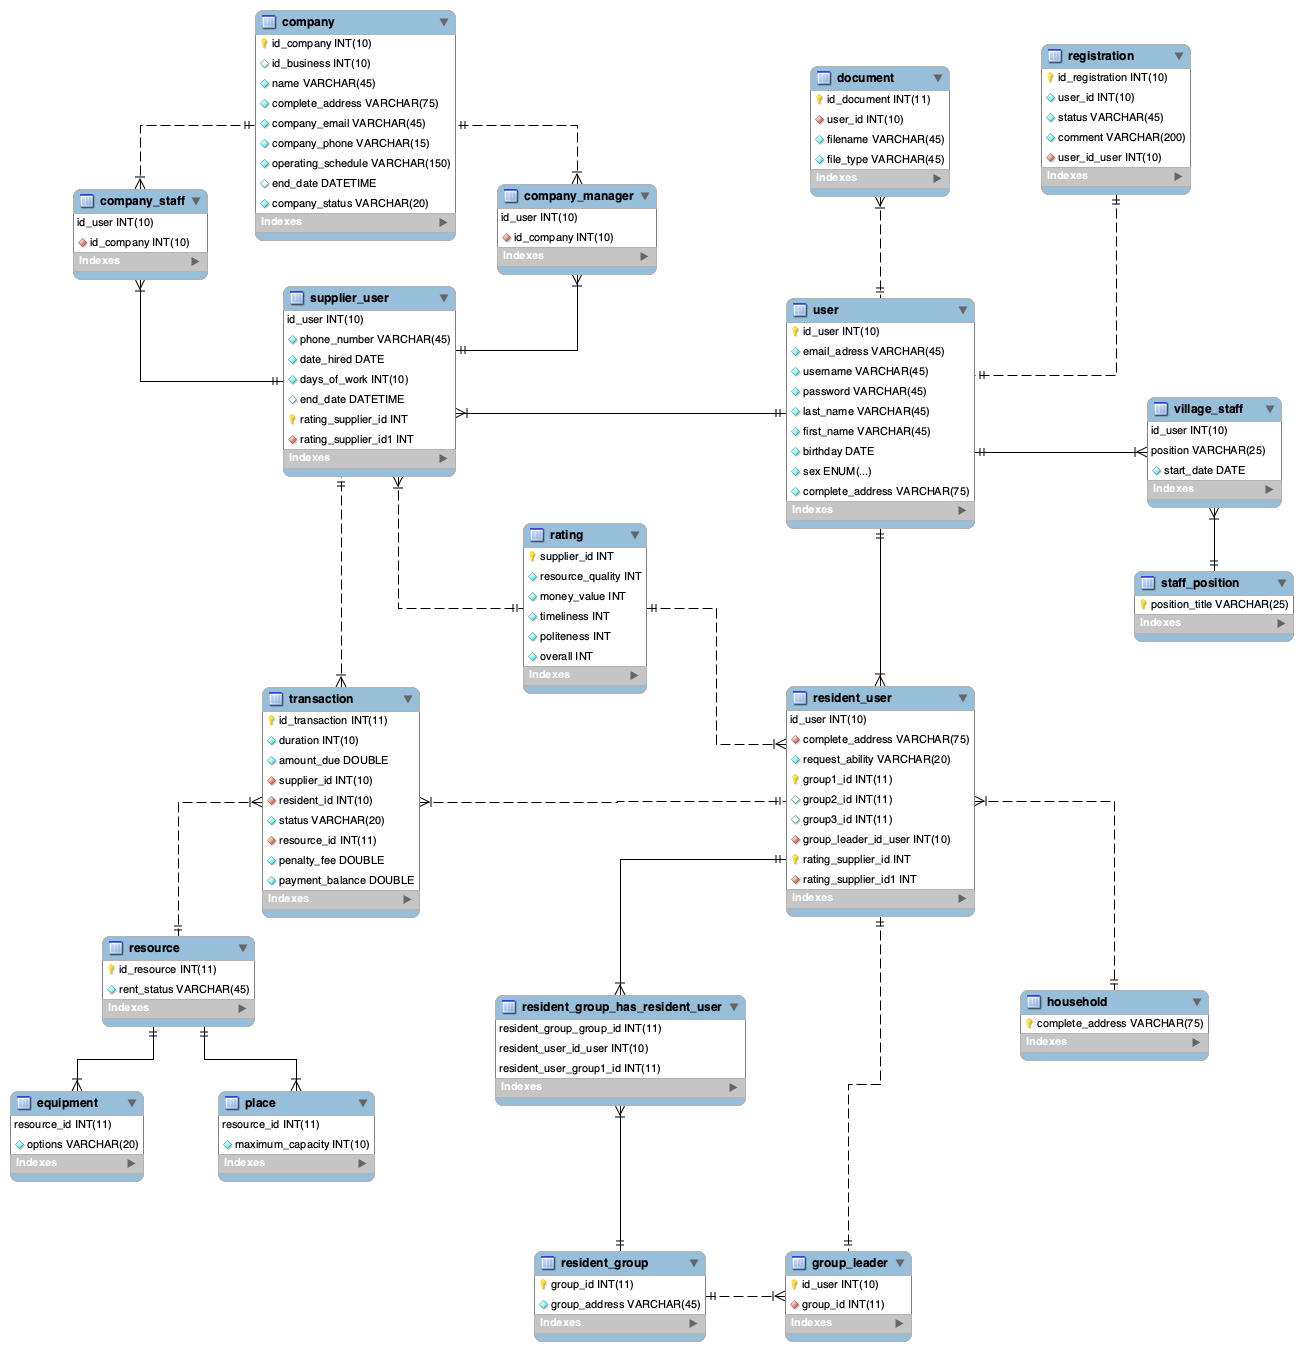 company
id_company INT(10)
id_business INT(10)
name VARCHAR(45)
complete_address VARCHAR(75)
company_email VARCHAR(45)
company_phone VARCHAR(15)
operating_schedule VARCHAR(150)
end_date DATETIME
company_status VARCHAR(20)
Indexes
document
id_document INT(11)
user_id INT(10)
filename VARCHAR(45)
file_type VARCHAR(45)
Indexes
registration
id_registration INT(10)
user_id INT(10)
status VARCHAR(45)
comment VARCHAR(200)
user_id_user INT(10)
Indexes
company_staff
id_user INT(10)
id_company INT(10)
Indexes
company_manager
id_user INT(10)
id_company INT(10)
Indexes
supplier_user
id_user INT(10)
phone_number VARCHAR(45)
date_hired DATE
days_of_work INT(10)
end_date DATETIME
rating_supplier_id INT
rating_supplier_id1 INT
Indexes
user
id_user INT(10)
email_adress VARCHAR(45)
username VARCHAR(45)
password VARCHAR(45)
last_name VARCHAR(45)
first_name VARCHAR(45)
birthday DATE
sex ENUM(...)
complete_address VARCHAR(75)
Indexes
village_staff
id_user INT(10)
position VARCHAR(25)
start_date DATE
Indexes
staff_position
position_title VARCHAR(25)
Indexes
rating
supplier_id INT
resource_quality INT
money_value INT
timeliness INT
politeness INT
overall INT
Indexes
transaction
id_transaction INT(11)
duration INT(10)
amount_due DOUBLE
supplier_id INT(10)
resident_id INT(10)
status VARCHAR(20)
resource_id INT(11)
penalty_fee DOUBLE
payment_balance DOUBLE
Indexes
resident_user
id_user INT(10)
complete_address VARCHAR(75)
request_ability VARCHAR(20)
group1_id INT(11)
group2_id INT(11)
group3_id INT(11)
group_leader_id_user INT(10)
rating_supplier_id INT
rating_supplier_id1 INT
Indexes
resource
id_resource INT(11)
rent_status VARCHAR(45)
Indexes
resident_group_has_resident_user
resident_group_group_id INT(11)
resident_user_id_user INT(10)
resident_user_group1_id INT(11)
Indexes
household
complete_address VARCHAR(75)
Indexes
equipment
resource_id INT(11)
options VARCHAR(20)
Indexes
place
resource_id INT(11)
maximum_capacity INT(10)
Indexes
resident_group
group_id INT(11)
group_address VARCHAR(45)
Indexes
group_leader
id_user INT(10)
group_id INT(11)
Indexes